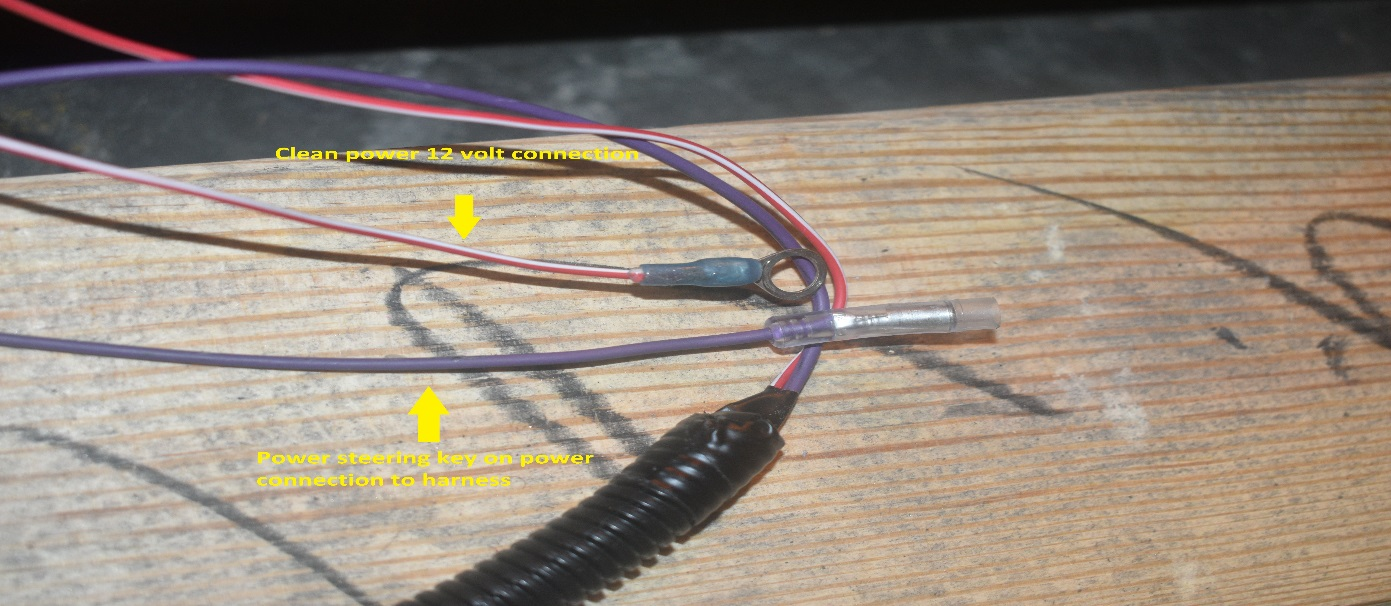 Clean power 12 volt connection
Power steering key on power
connection to harness